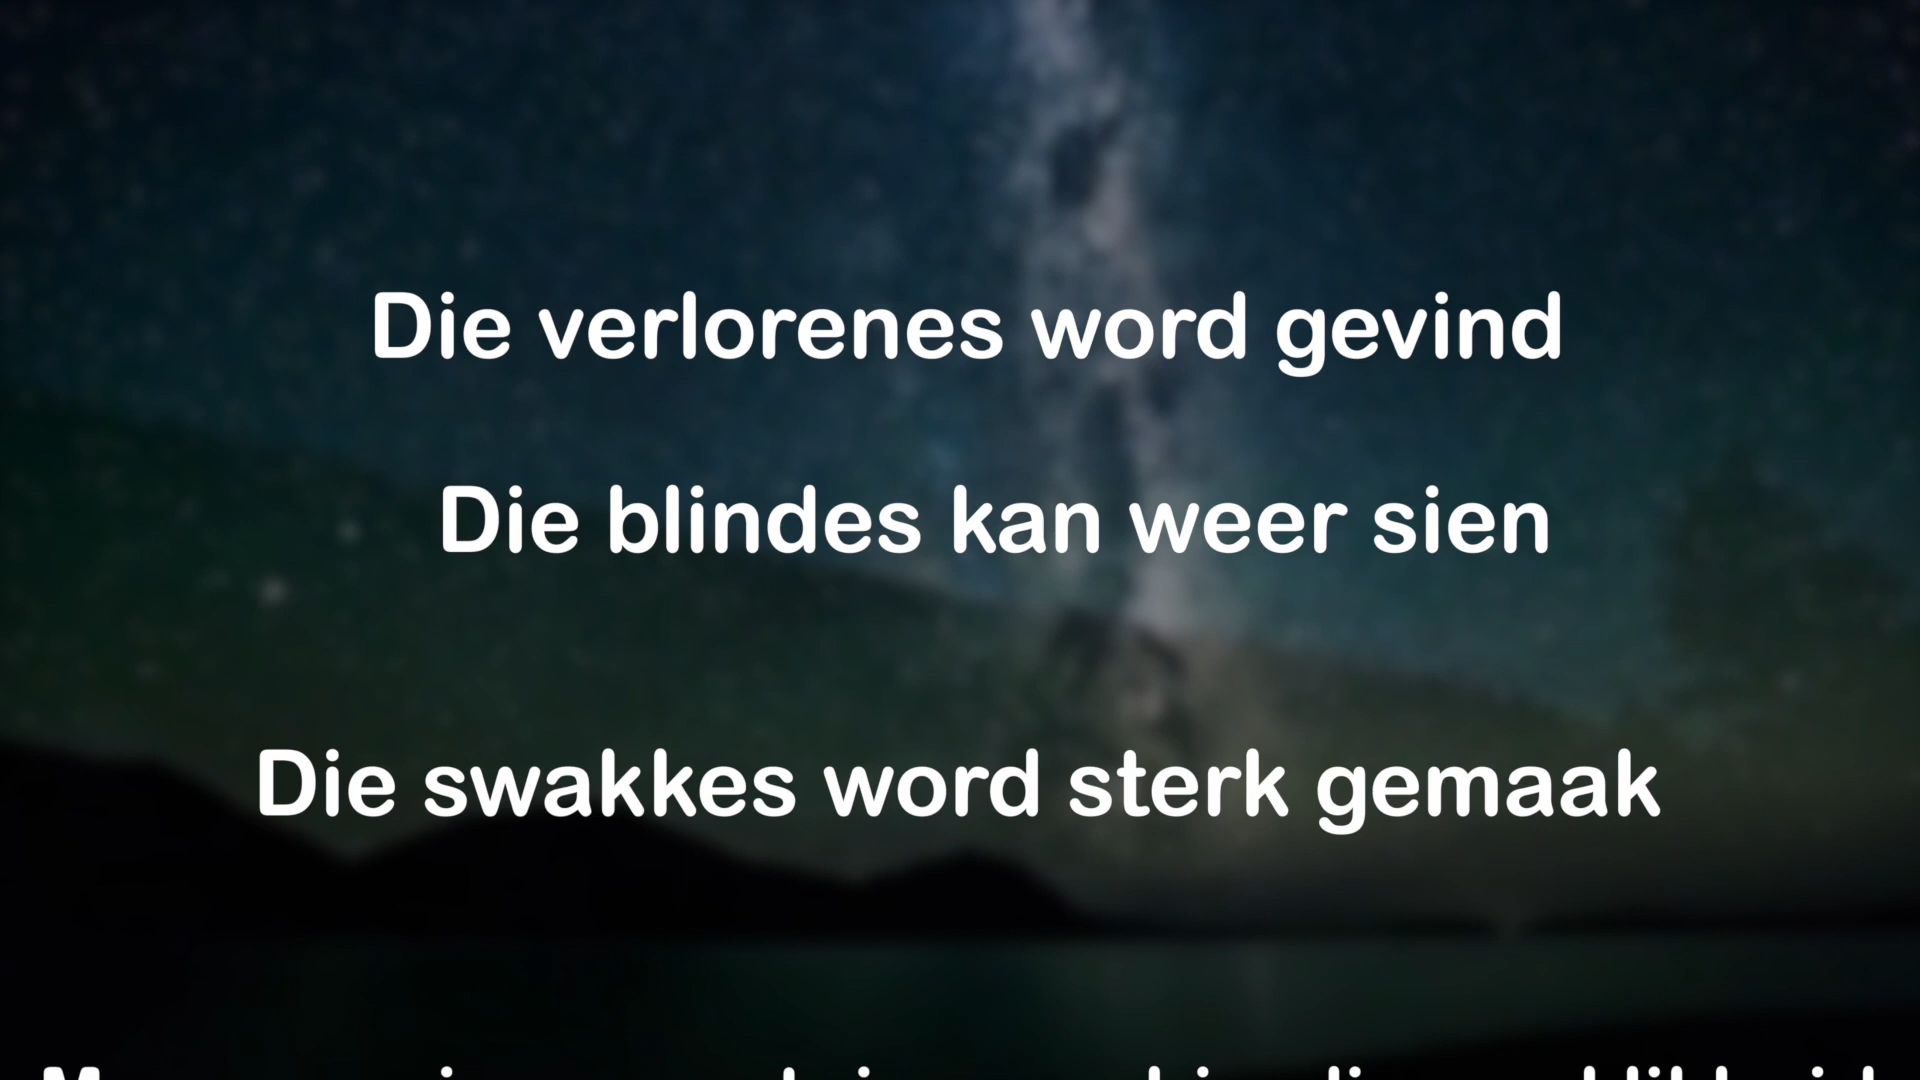 Die verlorenes word gevind
Die blindes kan weer sien
Die swakkes word sterk gemaak